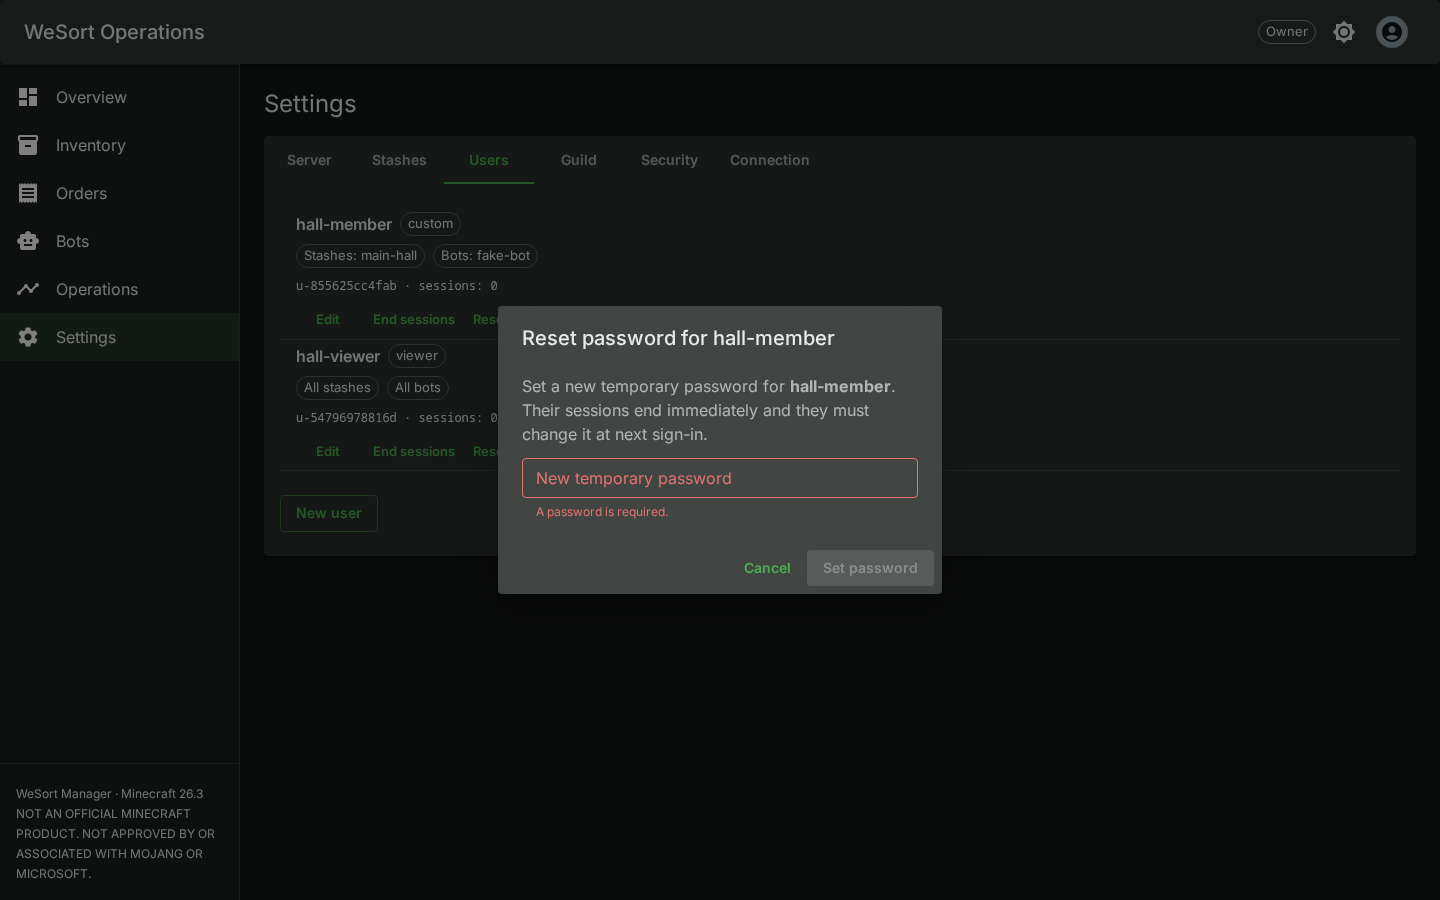 WeSort Operations
Owner
Overview
Inventory
Orders
Bots
Operations
Settings
Settings
Server
Stashes
Users
Guild
Security
Connection
hall-member custom
Stashes: main-hall Bots: fake-bot
u-855625cc4fab · sessions: 0
Edit End sessions
hall-viewer viewer
All stashes All bots
u-54796978816d · sessions: 0
Edit End sessions
New user
Reset password for hall-member
Set a new temporary password for hall-member.
Their sessions end immediately and they must
change it at next sign-in.
New temporary password
A password is required.
Cancel Set password
WeSort Manager · Minecraft 26.3
NOT AN OFFICIAL MINECRAFT
PRODUCT. NOT APPROVED BY OR
ASSOCIATED WITH MOJANG OR
MICROSOFT.